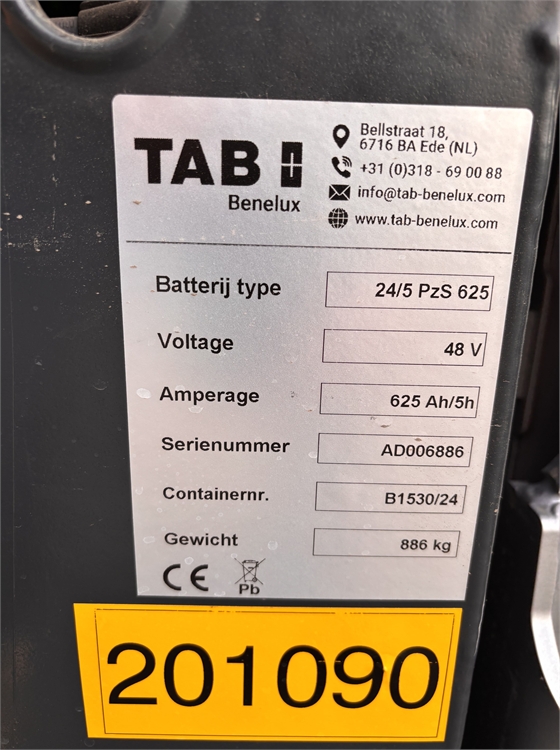 TAB
Benelux
Bellstraat 18,
6716 BA Ede (NL)
+31 (0)318 - 69 00 88
info@tab-benelux.com
www.tab-benelux.com
Batterij type 24/5 PzS 625
Voltage 48 V
Amperage 625 Ah/5h
Serienummer AD006886
Containernr. B1530/24
Gewicht 886 kg
CE Pb
201090